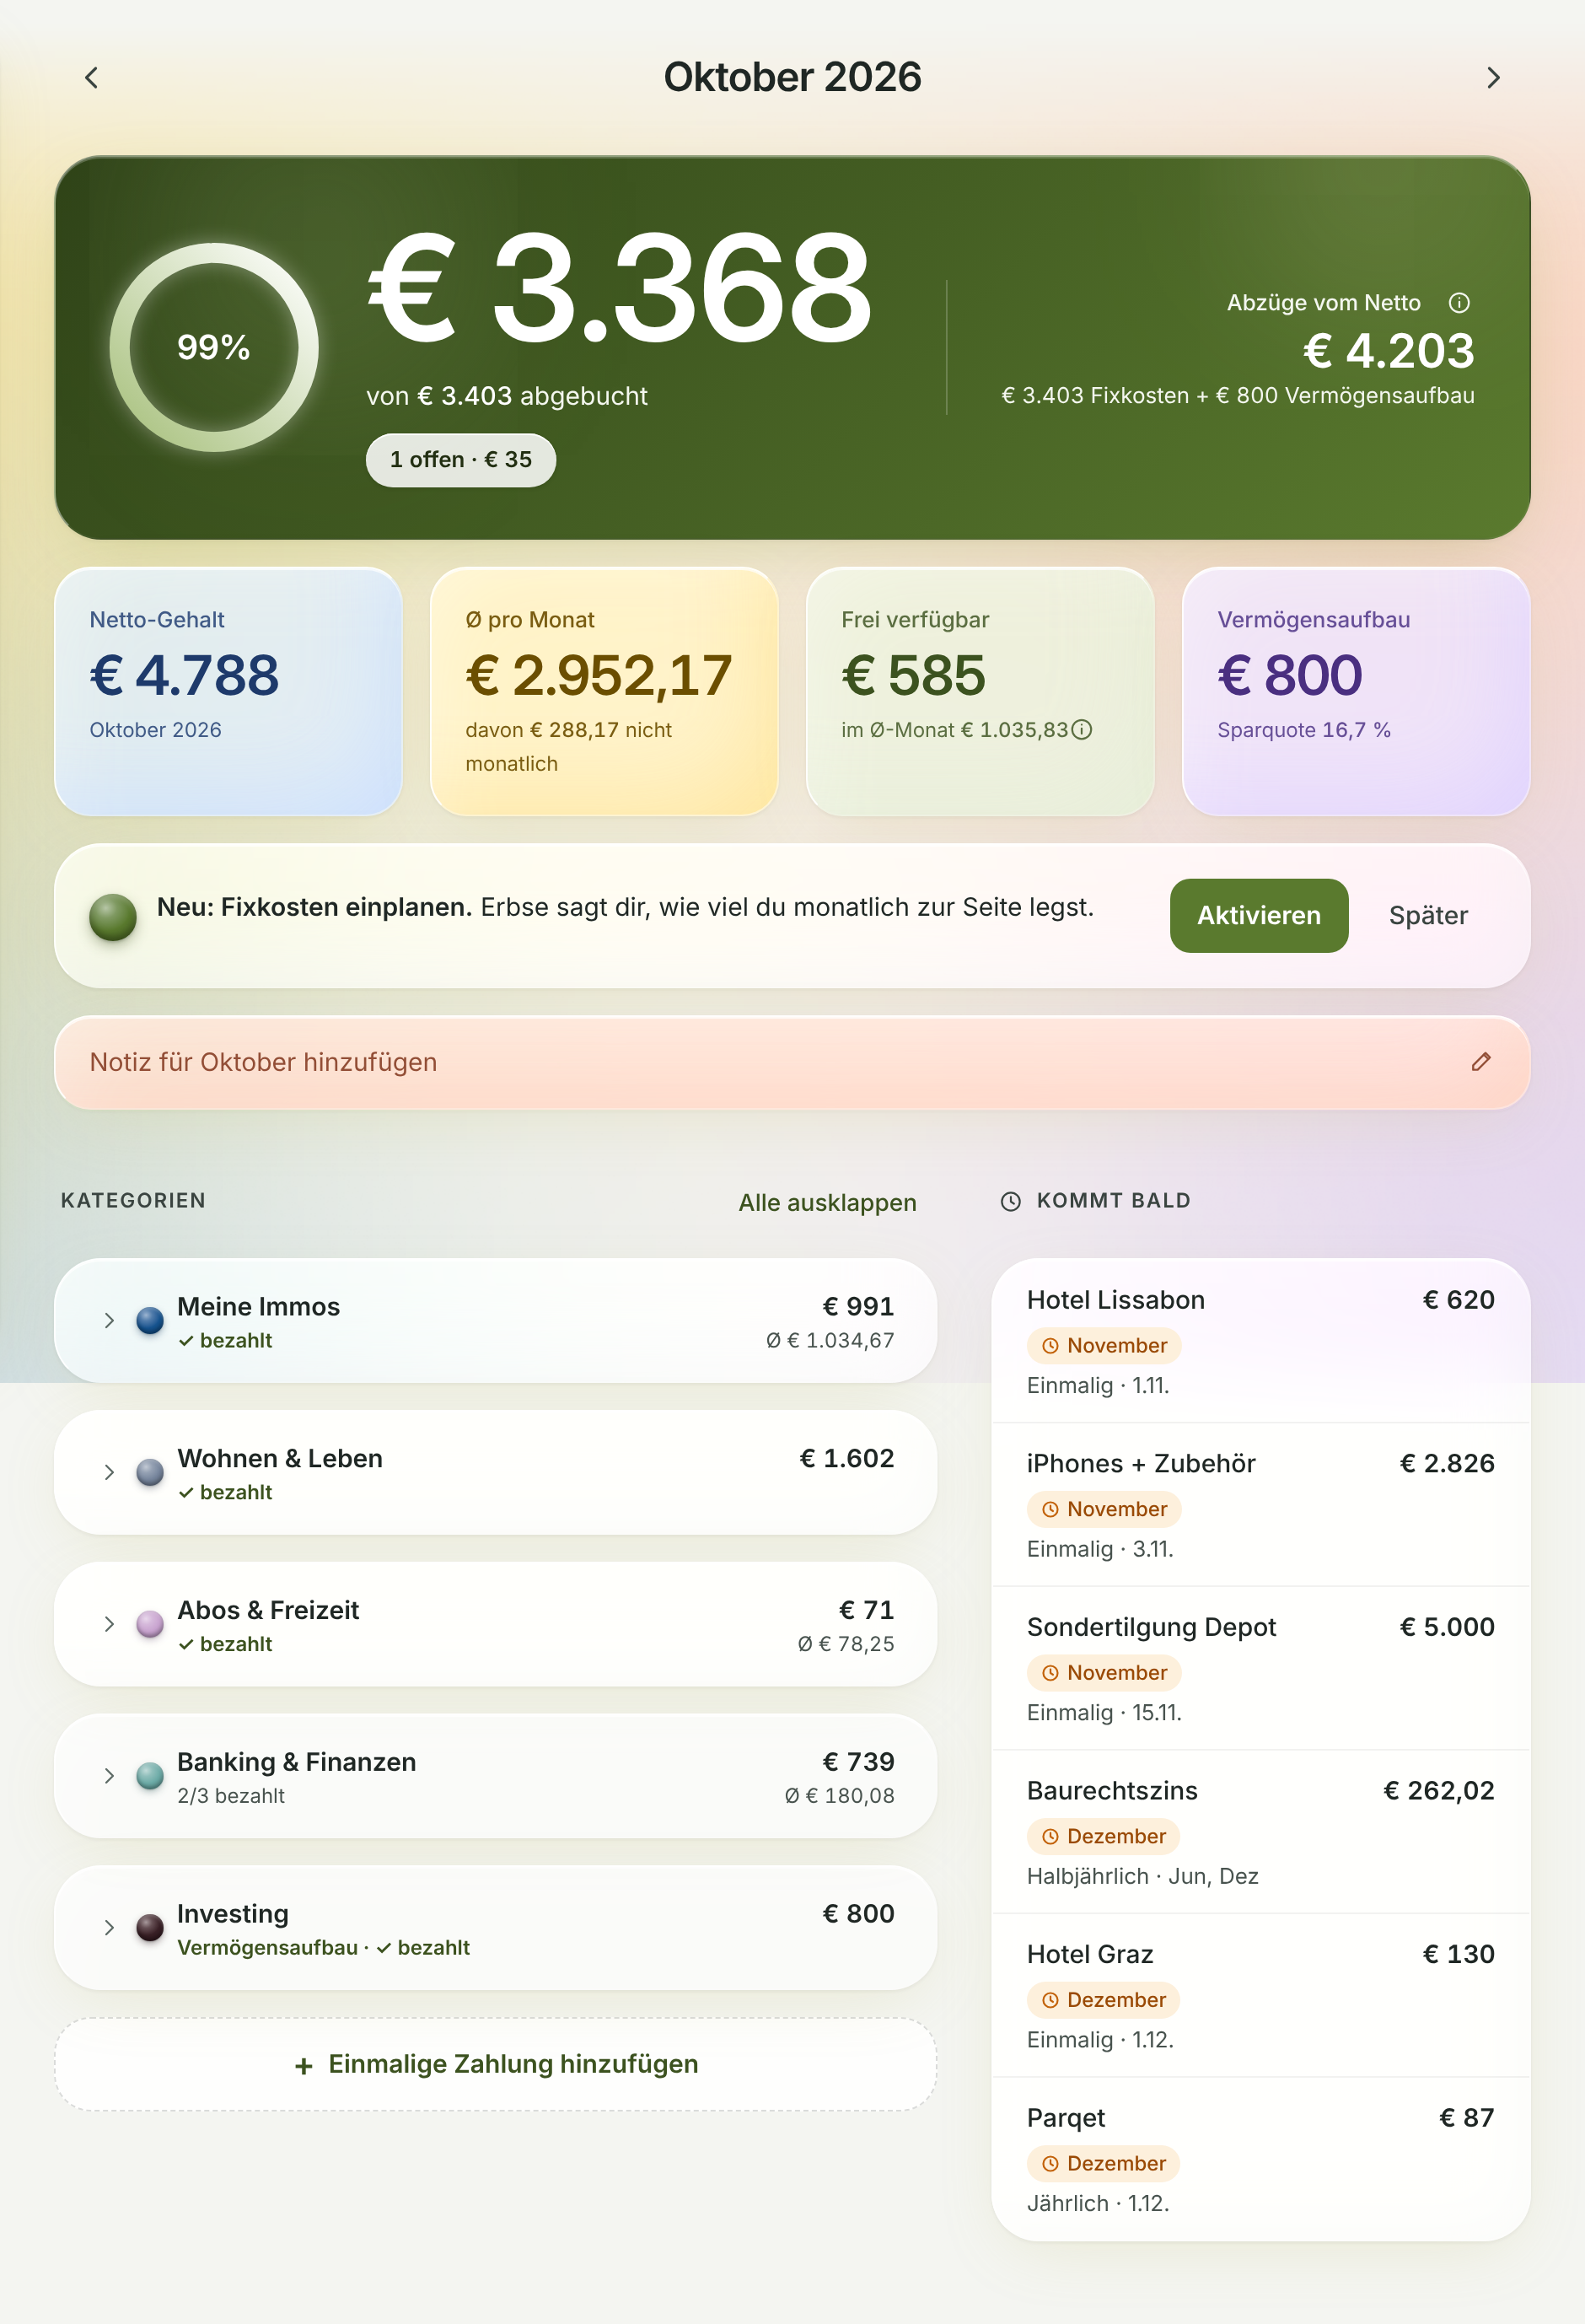 Oktober 2026
99%
€ 3.368
von € 3.403 abgebucht
1 offen · € 35
Abzüge vom Netto
€ 4.203
€ 3.403 Fixkosten + € 800 Vermögensaufbau
Netto-Gehalt
€ 4.788
Oktober 2026
Ø pro Monat
€ 2.952,17
davon € 288,17 nicht
monatlich
Frei verfügbar
€ 585
im Ø-Monat € 1.035,83
Vermögensaufbau
€ 800
Sparquote 16,7 %
Neu: Fixkosten einplanen. Erbse sagt dir, wie viel du monatlich zur Seite legst.
Aktivieren
Später
Notiz für Oktober hinzufügen
KATEGORIEN
Alle ausklappen
Meine Immos
€ 991
✓ bezahlt
Ø € 1.034,67
Wohnen & Leben
€ 1.602
✓ bezahlt
Abos & Freizeit
€ 71
✓ bezahlt
Ø € 78,25
Banking & Finanzen
€ 739
2/3 bezahlt
Ø € 180,08
Investing
€ 800
Vermögensaufbau · ✓ bezahlt
+ Einmalige Zahlung hinzufügen
KOMMT BALD
Hotel Lissabon
€ 620
November
Einmalig · 1.11.
iPhones + Zubehör
€ 2.826
November
Einmalig · 3.11.
Sondertilgung Depot
€ 5.000
November
Einmalig · 15.11.
Baurechtszins
€ 262,02
Dezember
Halbjährlich · Jun, Dez
Hotel Graz
€ 130
Dezember
Einmalig · 1.12.
Parqet
€ 87
Dezember
Jährlich · 1.12.